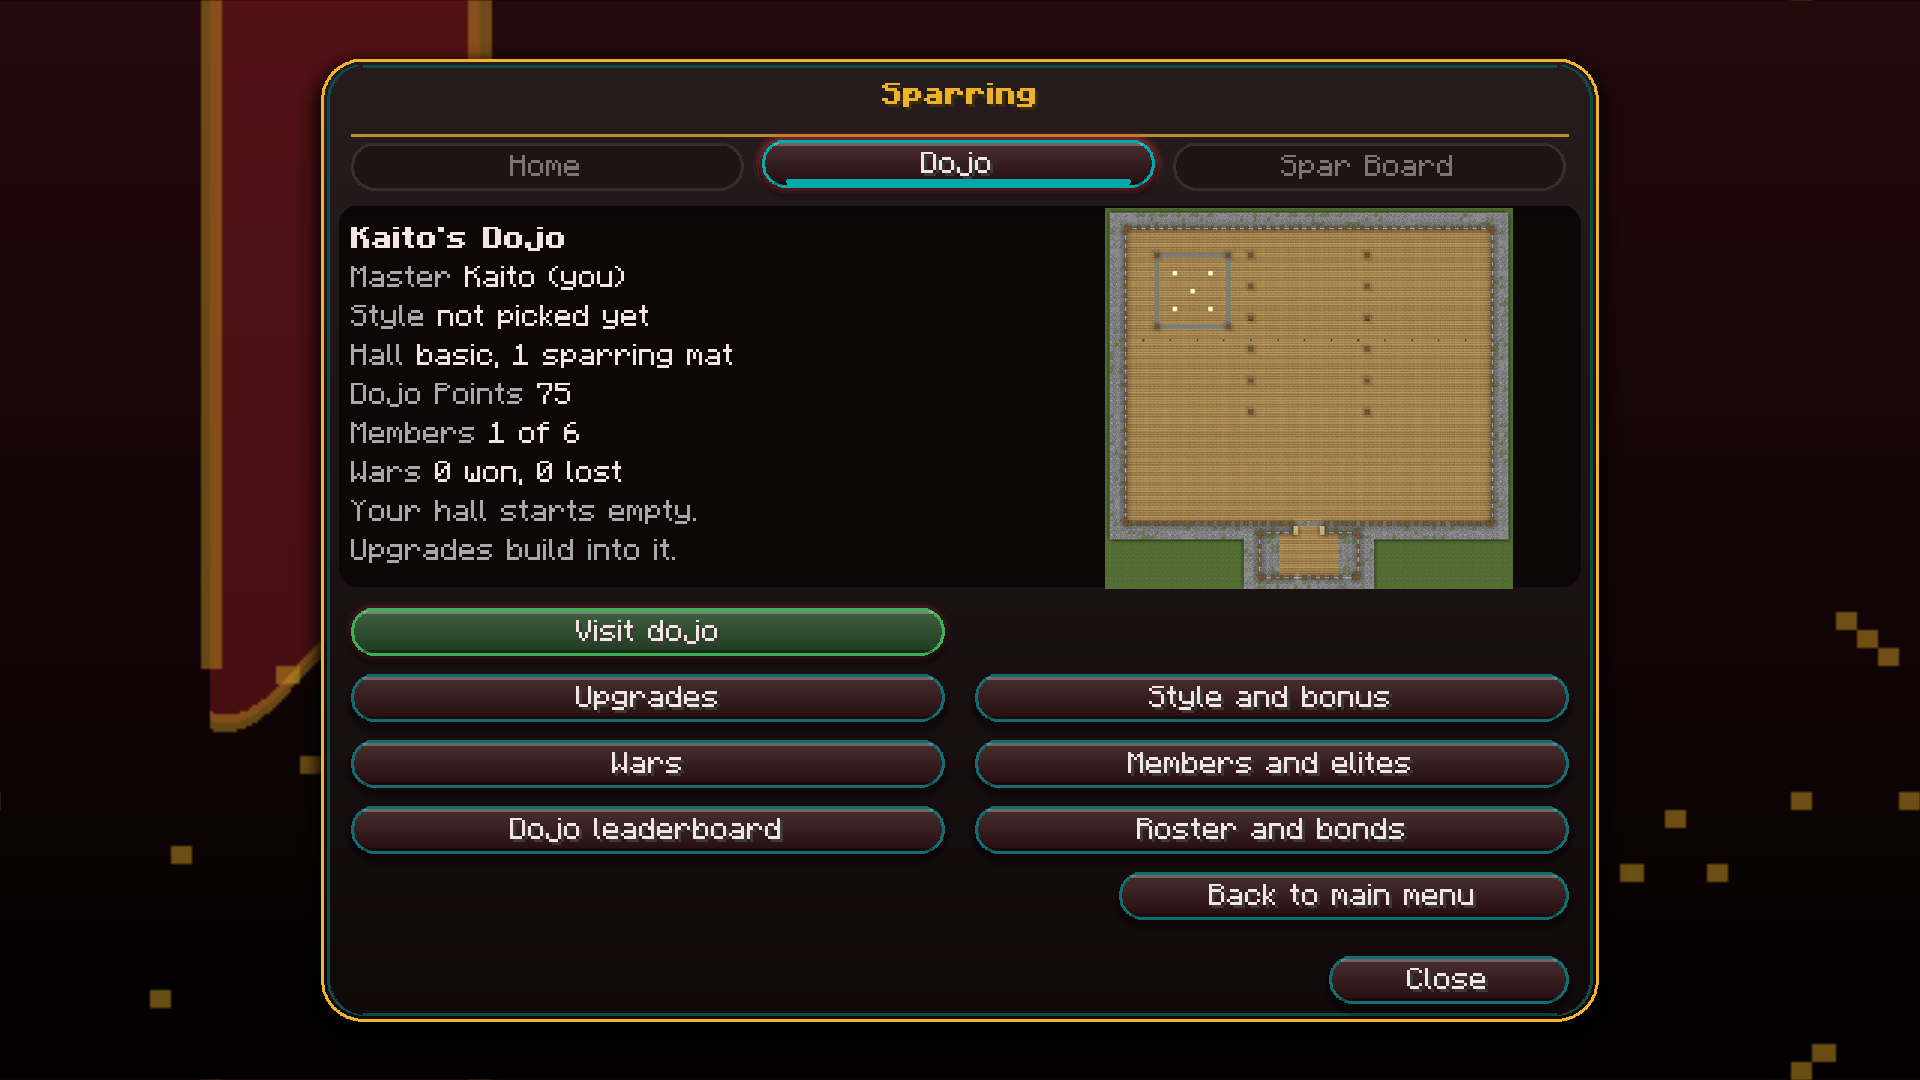 Sparring
Home
Dojo
Spar Board
Kaito's Dojo
Master Kaito (you)
Style not picked yet
Hall basic, 1 sparring mat
Dojo Points 75
Members 1 of 6
Wars 0 won, 0 lost
Your hall starts empty.
Upgrades build into it.
Visit dojo
Upgrades
Style and bonus
Wars
Members and elites
Dojo leaderboard
Roster and bonds
Back to main menu
Close